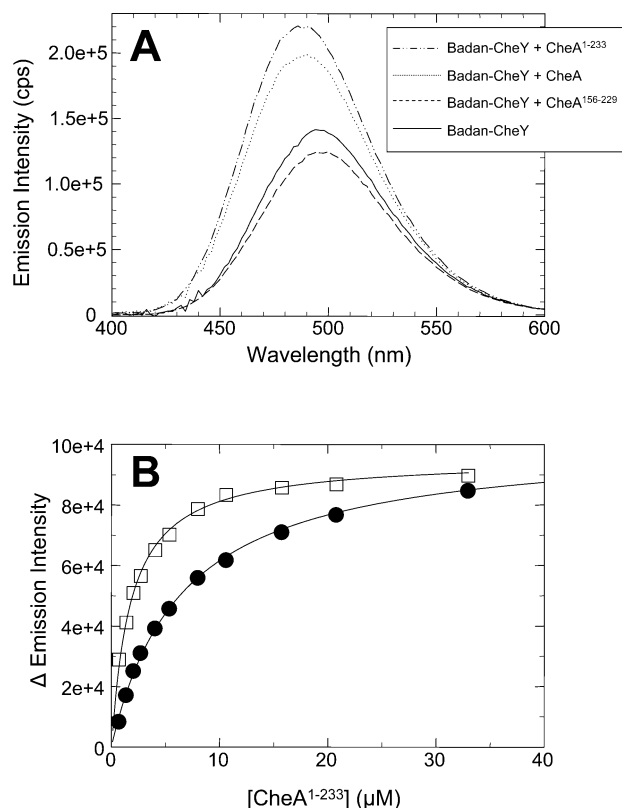 A
Badan-CheY + CheA¹⁻²³³
Badan-CheY + CheA
Badan-CheY + CheA¹⁵⁶⁻²²⁹
Badan-CheY
2.0e+5
1.5e+5
1.0e+5
0.5e+5
0
Emission Intensity (cps)
400 450 500 550 600
Wavelength (nm)
B
10e+4
8e+4
6e+4
4e+4
2e+4
0
Δ Emission Intensity
0 10 20 30 40
[CheA¹⁻²³³] (μM)